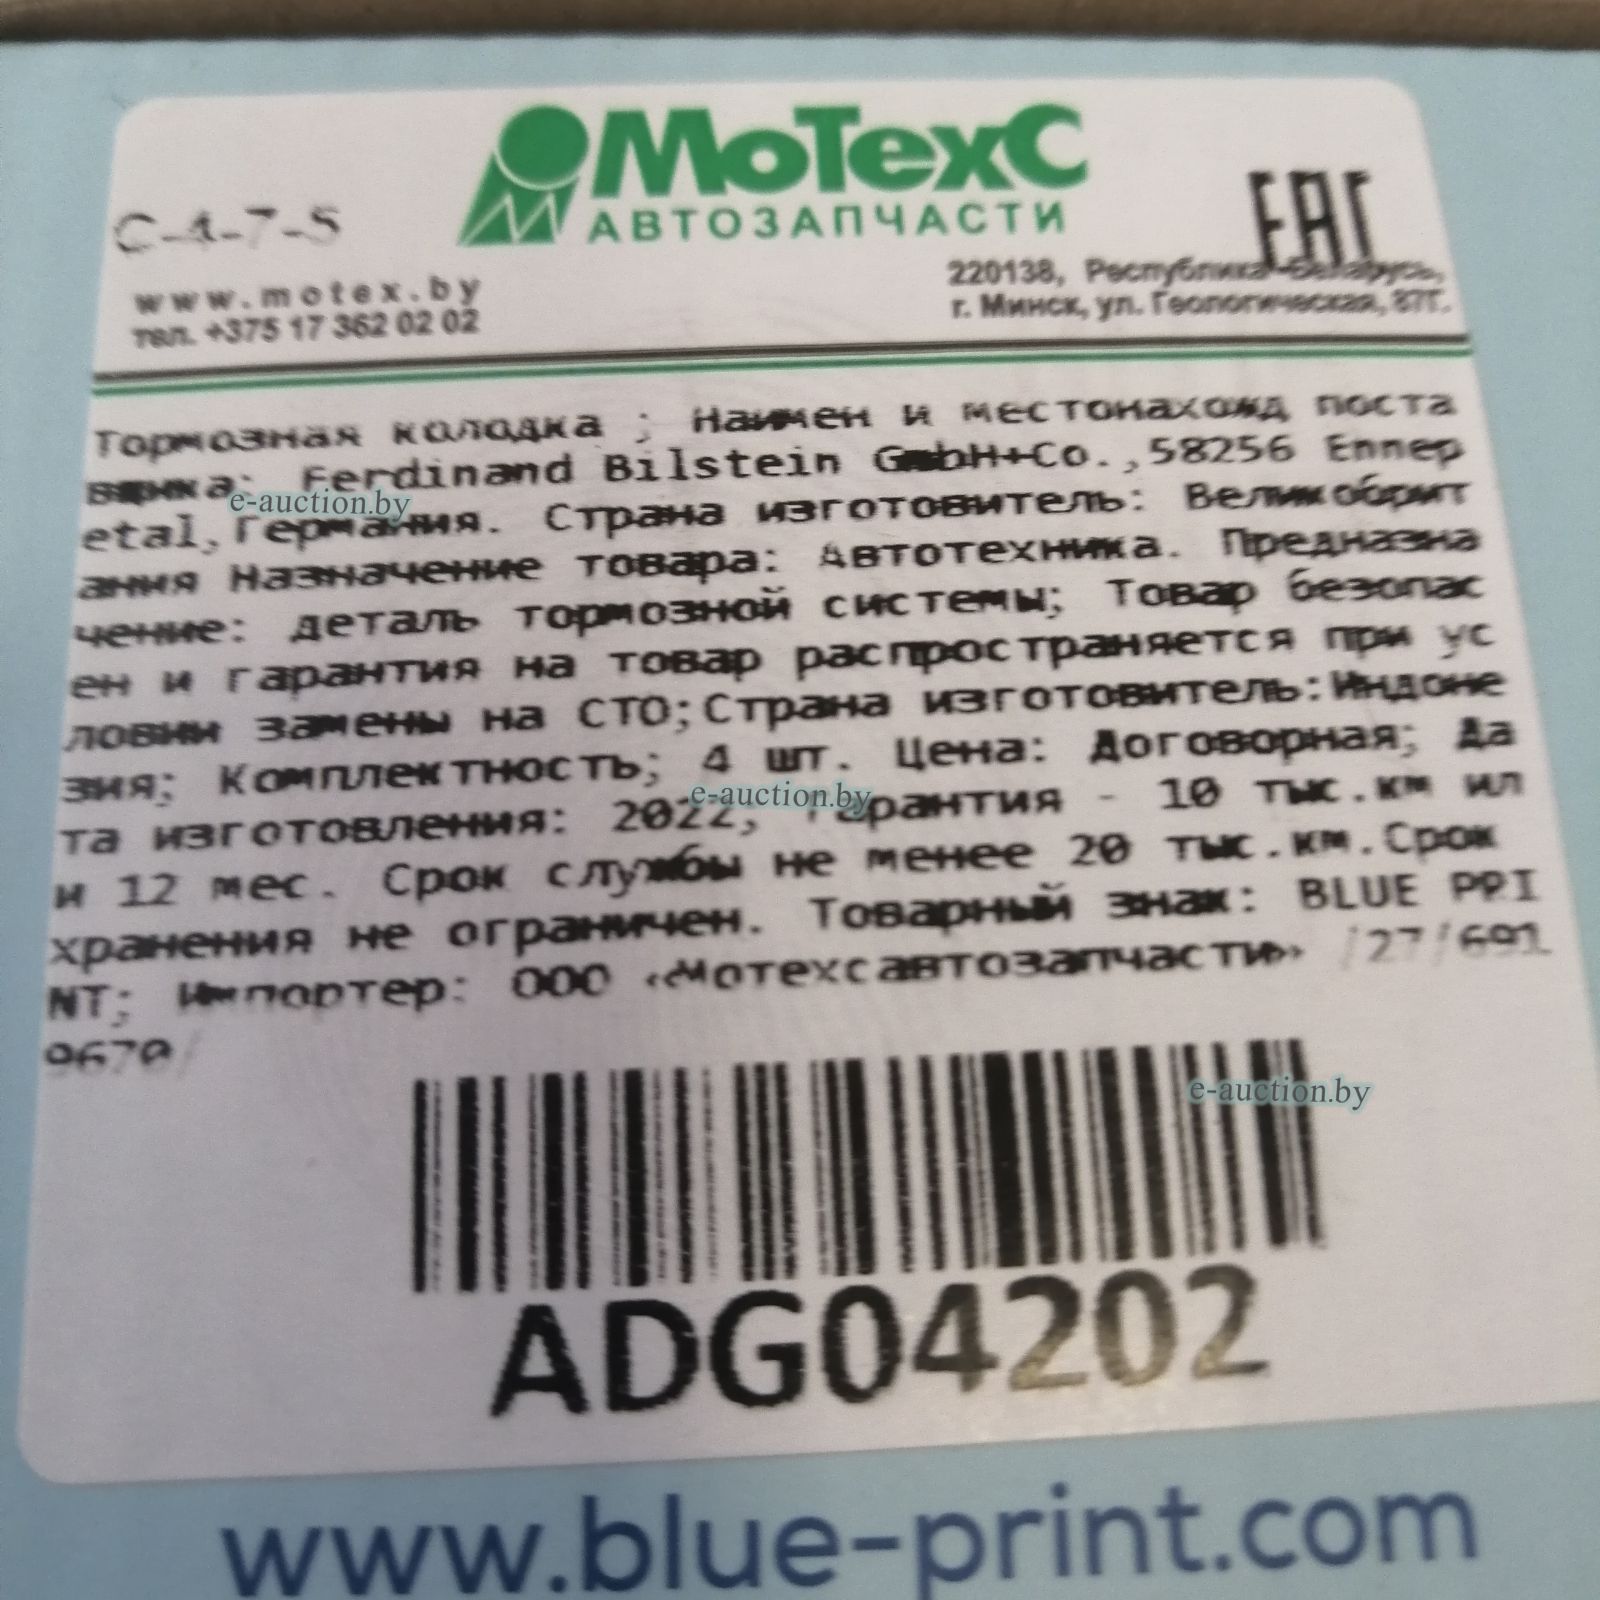 МоТехС
АВТОЗАПЧАСТИ
EAC
С-4-7-5
www.motex.by
тел. +375 17 362 02 02
220138, Республика Беларусь,
г. Минск, ул. Геологическая, 87Г.
Тормозная колодка ; Наимен и местонахожд поста
вщика: Ferdinand Bilstein GmbH+Co.,58256 Ennep
etal,Германия. Страна изготовитель: Великобрит
ания Назначение товара: Автотехника. Предназна
чение: деталь тормозной системы; Товар безопас
ен и гарантия на товар распространяется при ус
ловии замены на СТО;Страна изготовитель:Индоне
зия; Комплектность; 4 шт. Цена: Договорная; Да
та изготовления: 2022; Гарантия - 10 тыс.км ил
и 12 мес. Срок службы не менее 20 тыс.км.Срок
хранения не ограничен. Товарный знак: BLUE PRI
NT; Импортер: ООО «Мотехсавтозапчасти» /27/691
9670/
ADG04202
www.blue-print.com
e-auction.by
e-auction.by
e-auction.by